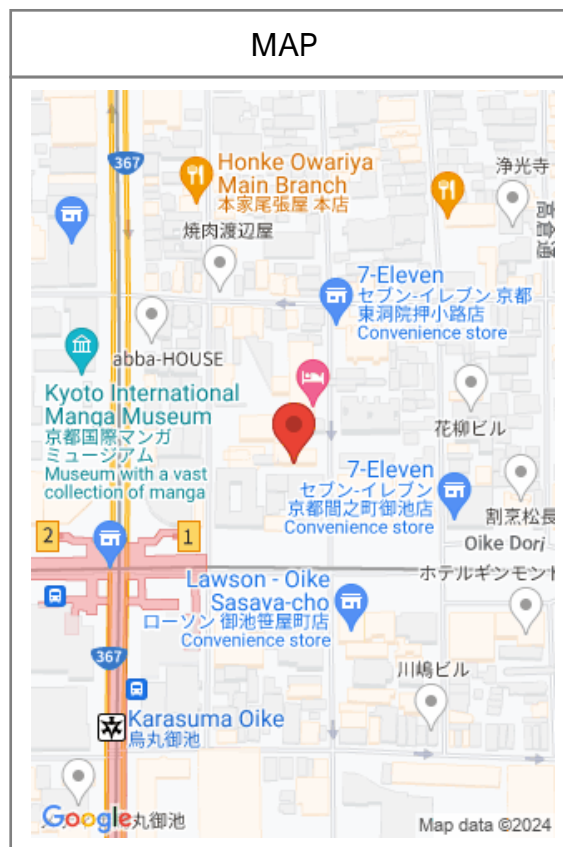 MAP
367
Honke Owariya
Main Branch
本家尾張屋 本店
浄光寺
高倉通
焼肉渡辺屋
7-Eleven
セブン-イレブン 京都
東洞院押小路店
Convenience store
abba-HOUSE
Kyoto International
Manga Museum
京都国際マンガ
ミュージアム
Museum with a vast
collection of manga
花柳ビル
7-Eleven
セブン-イレブン
京都間之町御池店
Convenience store
割烹松長
2
1
Oike Dori
ホテルギンモンド
Lawson - Oike
Sasaya-cho
ローソン 御池笹屋町店
Convenience store
367
川嶋ビル
Karasuma Oike
烏丸御池
Google
丸御池
Map data ©2024